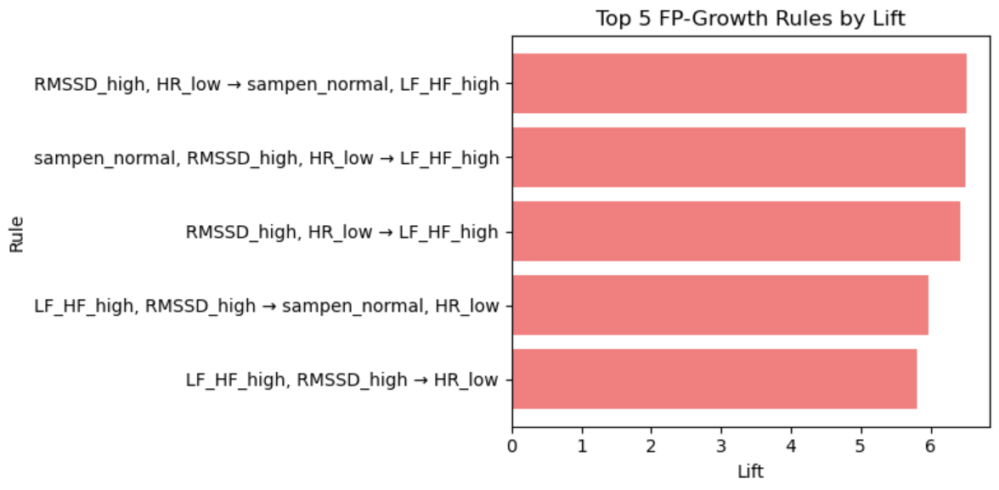 Top 5 FP-Growth Rules by Lift
RMSSD_high, HR_low → sampen_normal, LF_HF_high
sampen_normal, RMSSD_high, HR_low → LF_HF_high
RMSSD_high, HR_low → LF_HF_high
LF_HF_high, RMSSD_high → sampen_normal, HR_low
LF_HF_high, RMSSD_high → HR_low
Rule
0 1 2 3 4 5 6
Lift